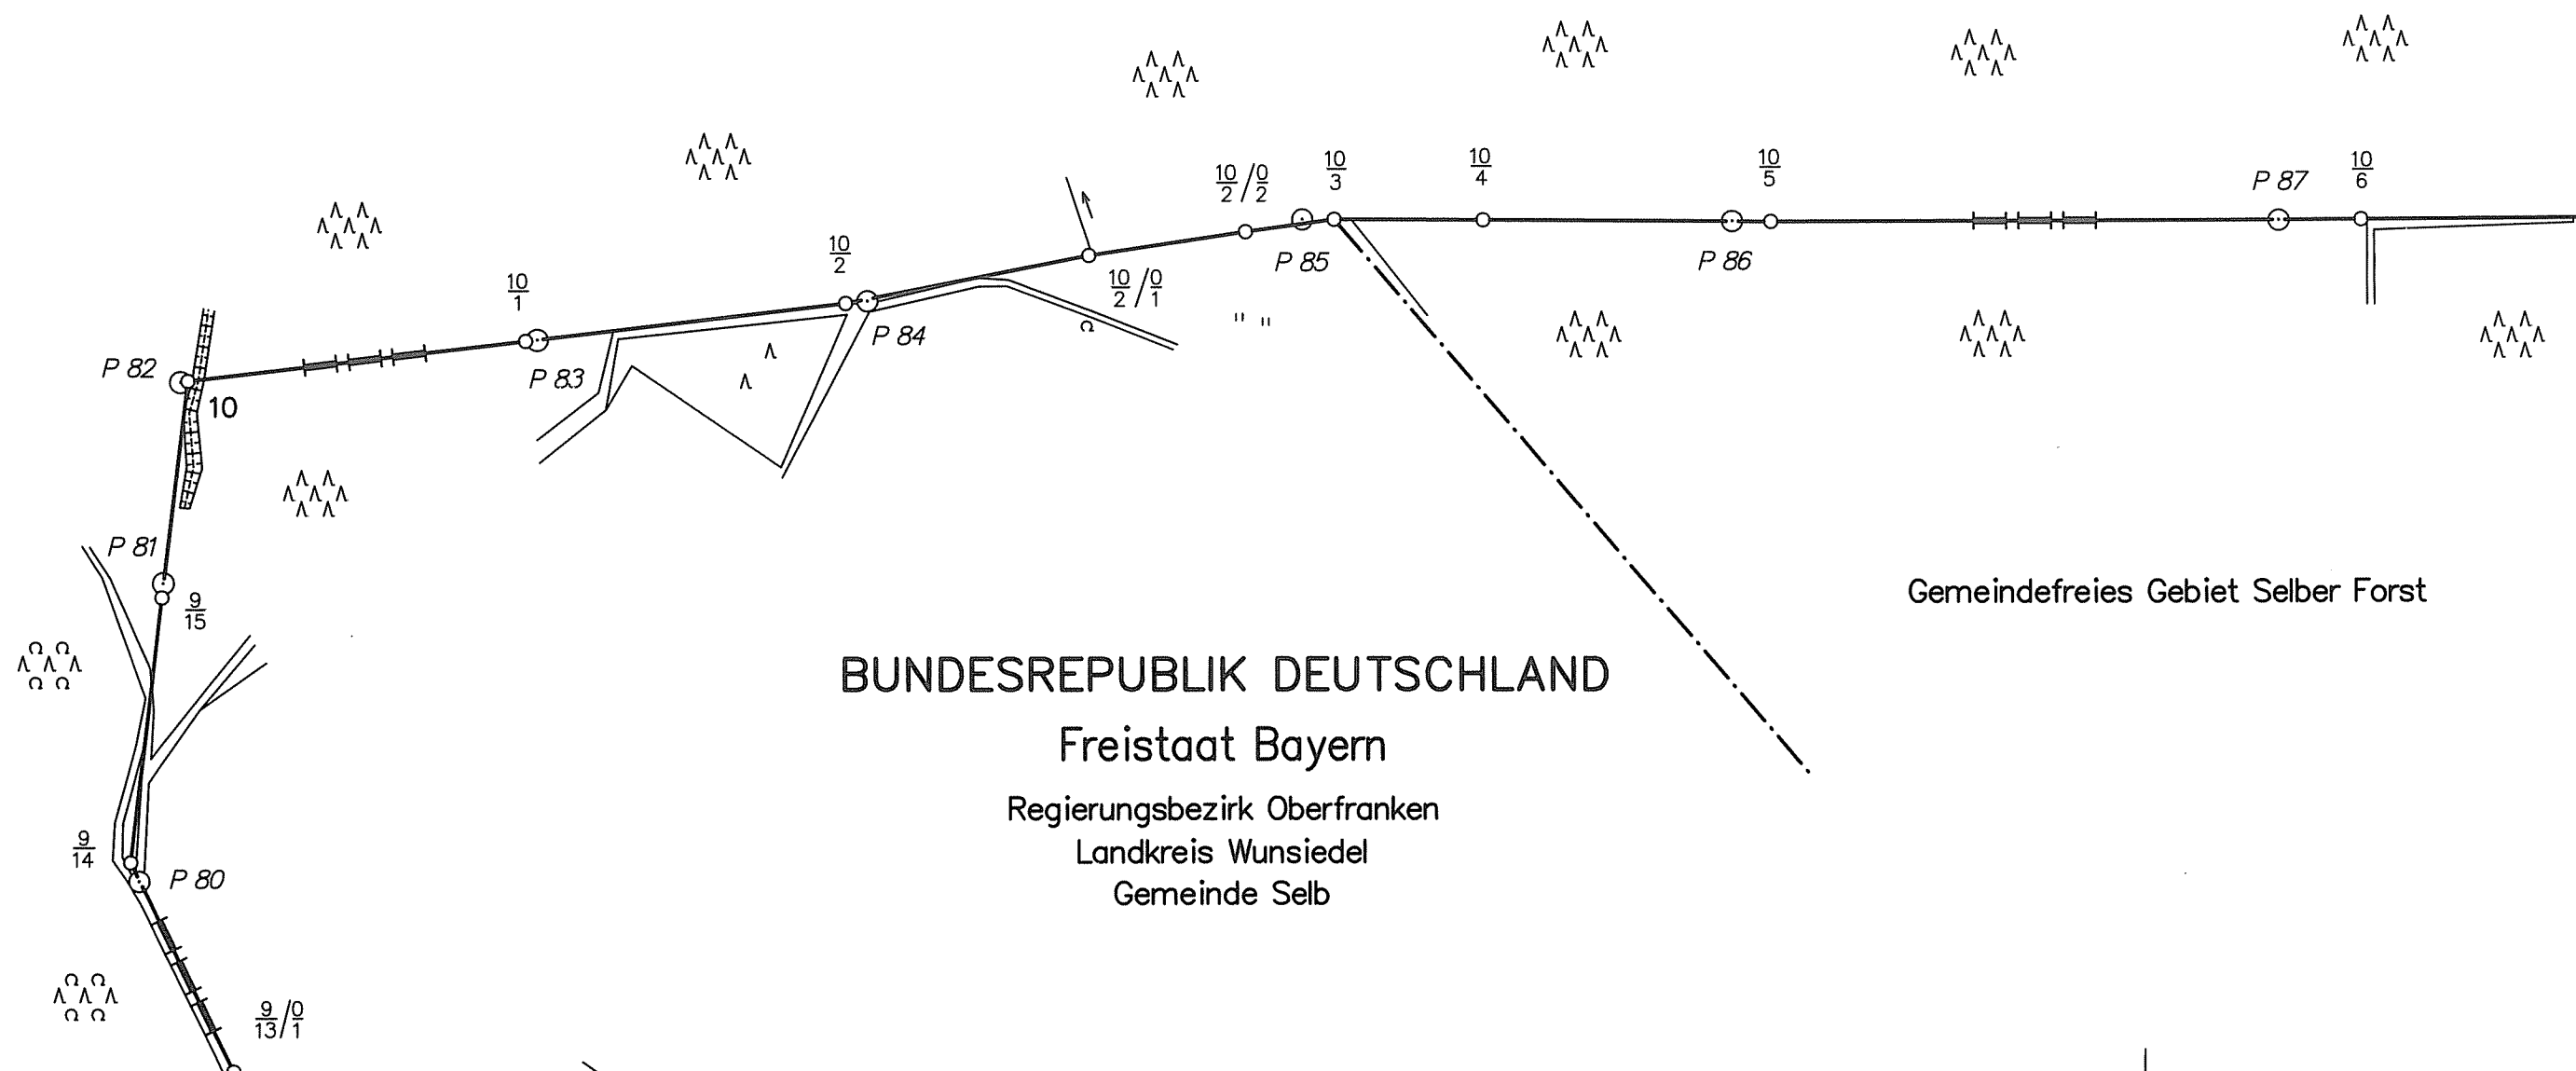 10/3
10/4
10/5
10/6
10/2/0/2
P 87
10/2
P 85
P 86
10/1
10/2/0/1
P 84
P 82
P 83
10
P 81
9/15
Gemeindefreies Gebiet Selber Forst
BUNDESREPUBLIK DEUTSCHLAND
Freistaat Bayern
Regierungsbezirk Oberfranken
Landkreis Wunsiedel
Gemeinde Selb
9/14
P 80
9/13/0/1